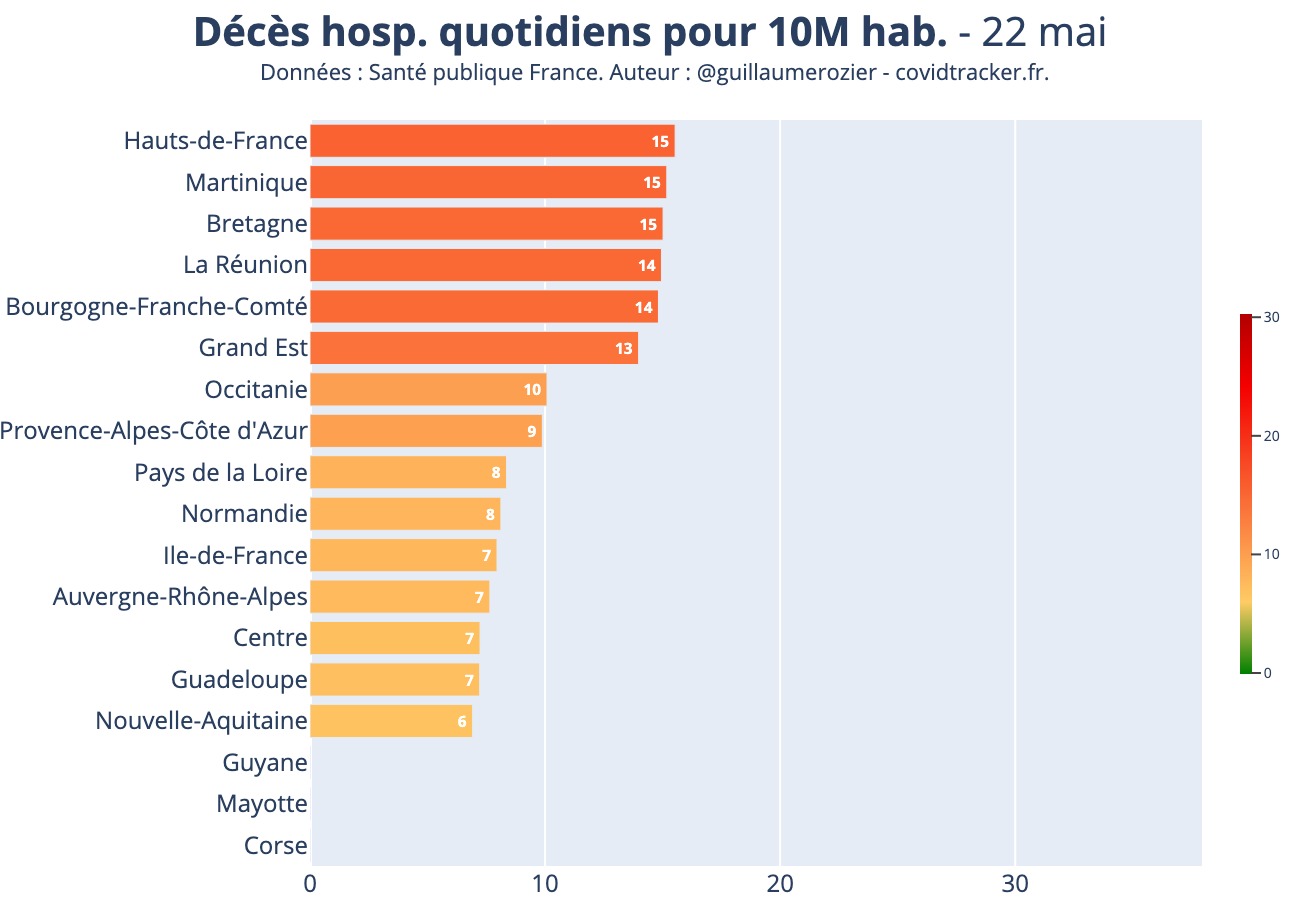 Décès hosp. quotidiens pour 10M hab. - 22 mai
Données : Santé publique France. Auteur : @guillaumerozier - covidtracker.fr.
Hauts-de-France 15
Martinique 15
Bretagne 15
La Réunion 14
Bourgogne-Franche-Comté 14
Grand Est 13
Occitanie 10
Provence-Alpes-Côte d'Azur 9
Pays de la Loire 8
Normandie 8
Ile-de-France 7
Auvergne-Rhône-Alpes 7
Centre 7
Guadeloupe 7
Nouvelle-Aquitaine 6
Guyane
Mayotte
Corse
0 10 20 30
30
20
10
0